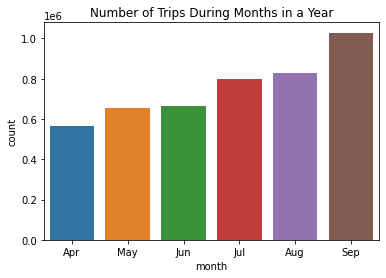 Number of Trips During Months in a Year
1e6
1.0
0.8
0.6
0.4
0.2
0.0
count
Apr May Jun Jul Aug Sep
month